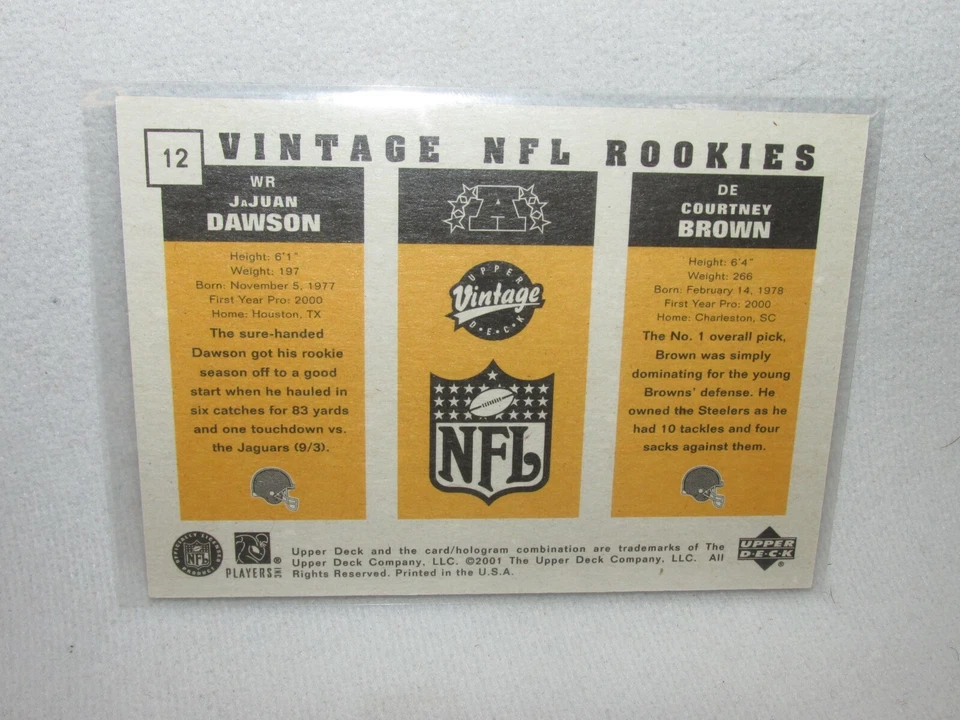 12
VINTAGE NFL ROOKIES
WR
JAJUAN
DAWSON
Height: 6'1"
Weight: 197
Born: November 5, 1977
First Year Pro: 2000
Home: Houston, TX
The sure-handed
Dawson got his rookie
season off to a good
start when he hauled in
six catches for 83 yards
and one touchdown vs.
the Jaguars (9/3).
A
UPPER
Vintage
D•E•C•K
NFL
DE
COURTNEY
BROWN
Height: 6'4"
Weight: 266
Born: February 14, 1978
First Year Pro: 2000
Home: Charleston, SC
The No. 1 overall pick,
Brown was simply
dominating for the young
Browns' defense. He
owned the Steelers as he
had 10 tackles and four
sacks against them.
OFFICIALLY LICENSED PRODUCT
NFL
PLAYERS INC
Upper Deck and the card/hologram combination are trademarks of The
Upper Deck Company, LLC. ©2001 The Upper Deck Company, LLC. All
Rights Reserved. Printed in the U.S.A.
UPPER
D•E•C•K
®